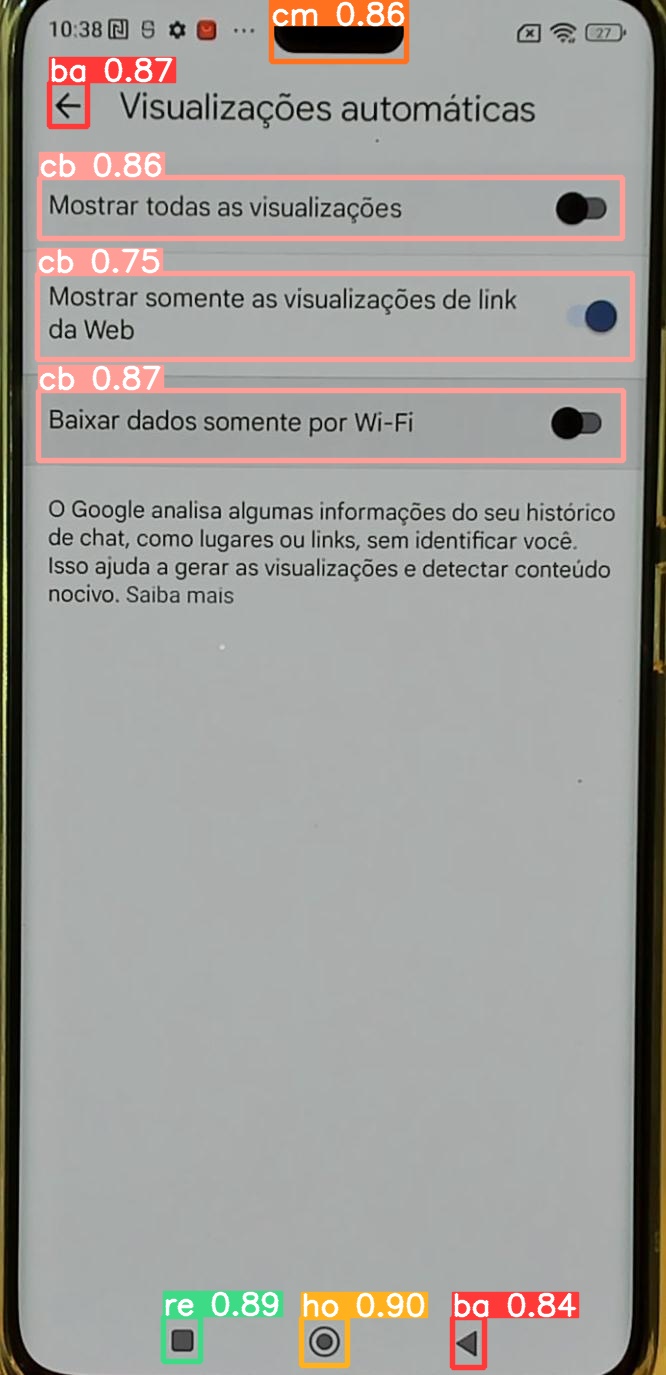 cm 0.86
10:38 ... 27
ba 0.87
Visualizações automáticas
cb 0.86
Mostrar todas as visualizações
cb 0.75
Mostrar somente as visualizações de link
da Web
cb 0.87
Baixar dados somente por Wi-Fi
O Google analisa algumas informações do seu histórico
de chat, como lugares ou links, sem identificar você.
Isso ajuda a gerar as visualizações e detectar conteúdo
nocivo. Saiba mais
re 0.89 ho 0.90 ba 0.84